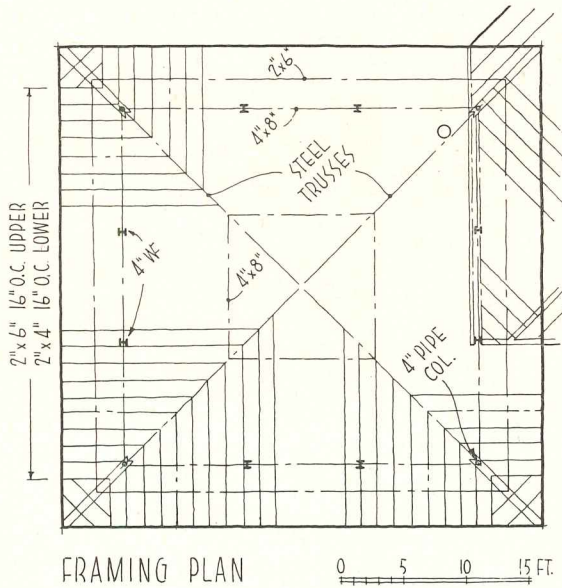 2"x6"
4"x8"
STEEL
TRUSSES
2"x6" 16" O.C. UPPER
2"x4" 16" O.C. LOWER
4" W
4"x8"
4" PIPE
COL.
FRAMING PLAN
0 5 10 15 FT.